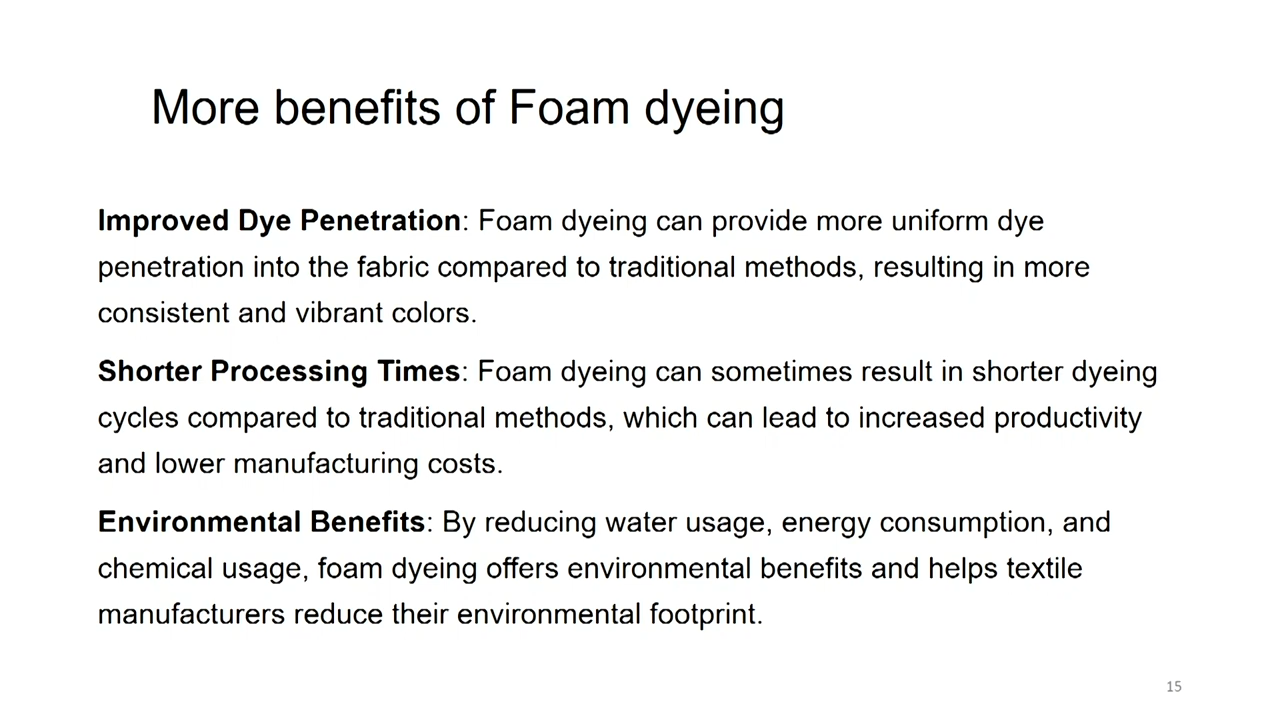 More benefits of Foam dyeing
Improved Dye Penetration: Foam dyeing can provide more uniform dye
penetration into the fabric compared to traditional methods, resulting in more
consistent and vibrant colors.
Shorter Processing Times: Foam dyeing can sometimes result in shorter dyeing
cycles compared to traditional methods, which can lead to increased productivity
and lower manufacturing costs.
Environmental Benefits: By reducing water usage, energy consumption, and
chemical usage, foam dyeing offers environmental benefits and helps textile
manufacturers reduce their environmental footprint.
15